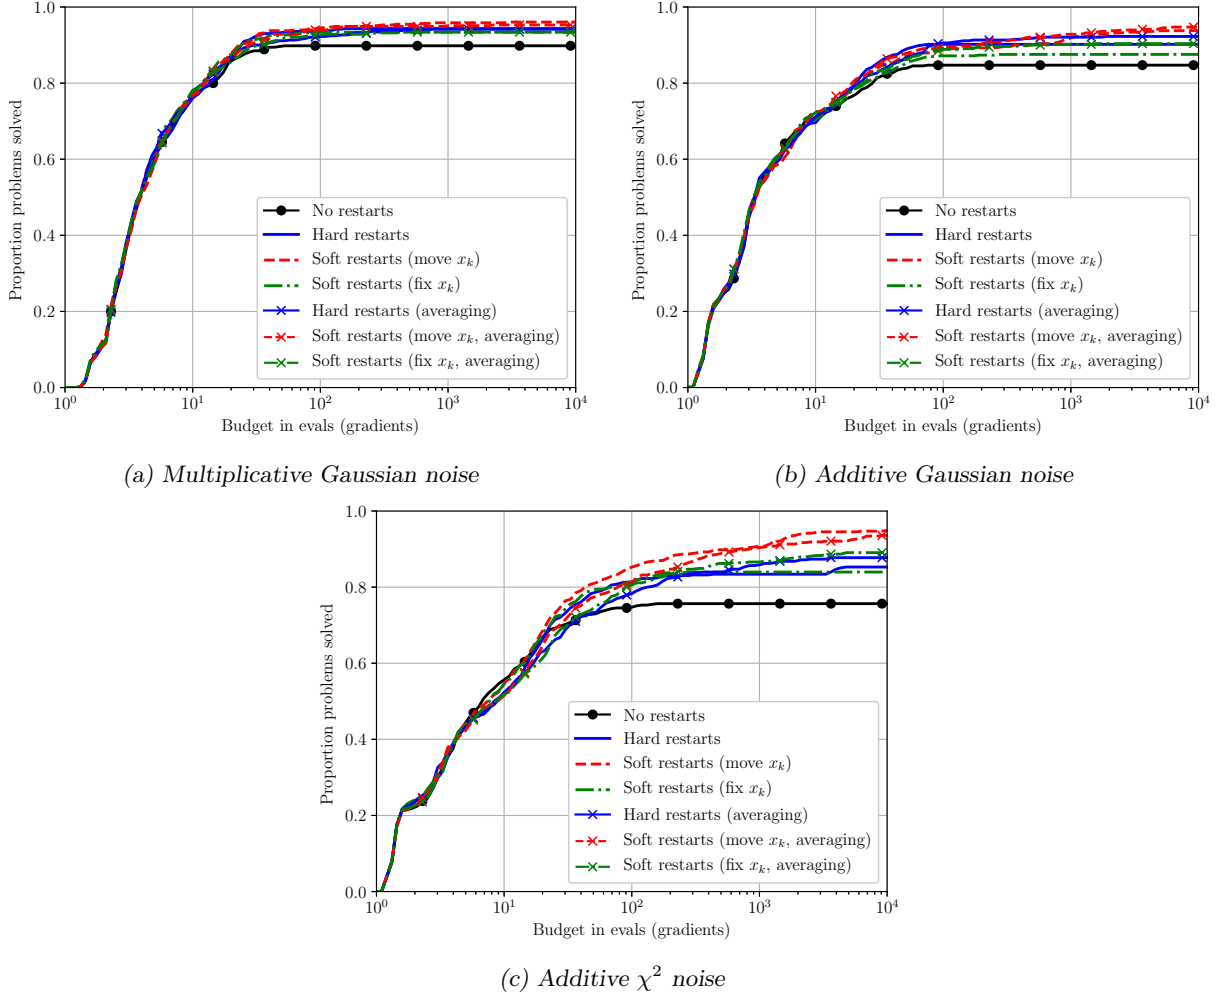 1.0
0.8
0.6
0.4
0.2
0.0
Proportion problems solved
No restarts
Hard restarts
Soft restarts (move $x_k$)
Soft restarts (fix $x_k$)
Hard restarts (averaging)
Soft restarts (move $x_k$, averaging)
Soft restarts (fix $x_k$, averaging)
10^0 10^1 10^2 10^3 10^4
Budget in evals (gradients)
(a) Multiplicative Gaussian noise
1.0
0.8
0.6
0.4
0.2
0.0
Proportion problems solved
No restarts
Hard restarts
Soft restarts (move $x_k$)
Soft restarts (fix $x_k$)
Hard restarts (averaging)
Soft restarts (move $x_k$, averaging)
Soft restarts (fix $x_k$, averaging)
10^0 10^1 10^2 10^3 10^4
Budget in evals (gradients)
(b) Additive Gaussian noise
1.0
0.8
0.6
0.4
0.2
0.0
Proportion problems solved
No restarts
Hard restarts
Soft restarts (move $x_k$)
Soft restarts (fix $x_k$)
Hard restarts (averaging)
Soft restarts (move $x_k$, averaging)
Soft restarts (fix $x_k$, averaging)
10^0 10^1 10^2 10^3 10^4
Budget in evals (gradients)
(c) Additive χ² noise